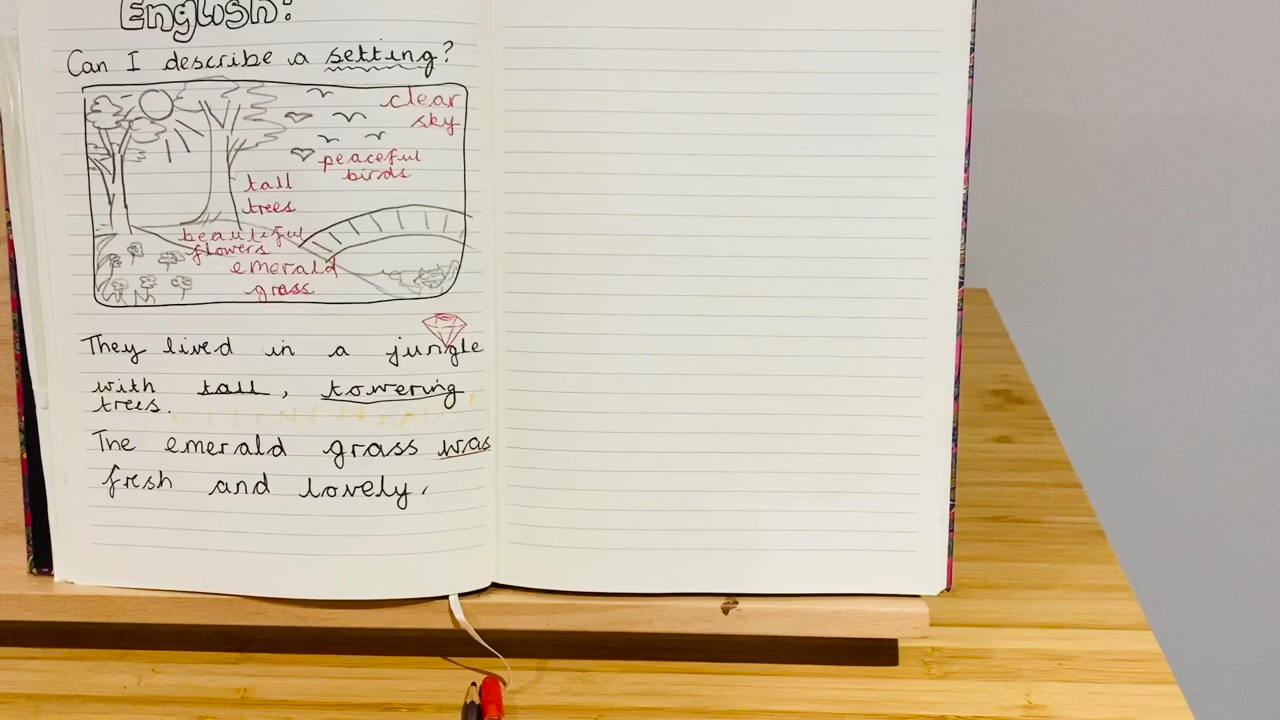 English:
Can I describe a setting?
clear
sky
peaceful
birds
tall
trees
beautiful
flowers
emerald
grass
They lived in a jungle
with tall, towering
trees.
The emerald grass was
fresh and lovely.